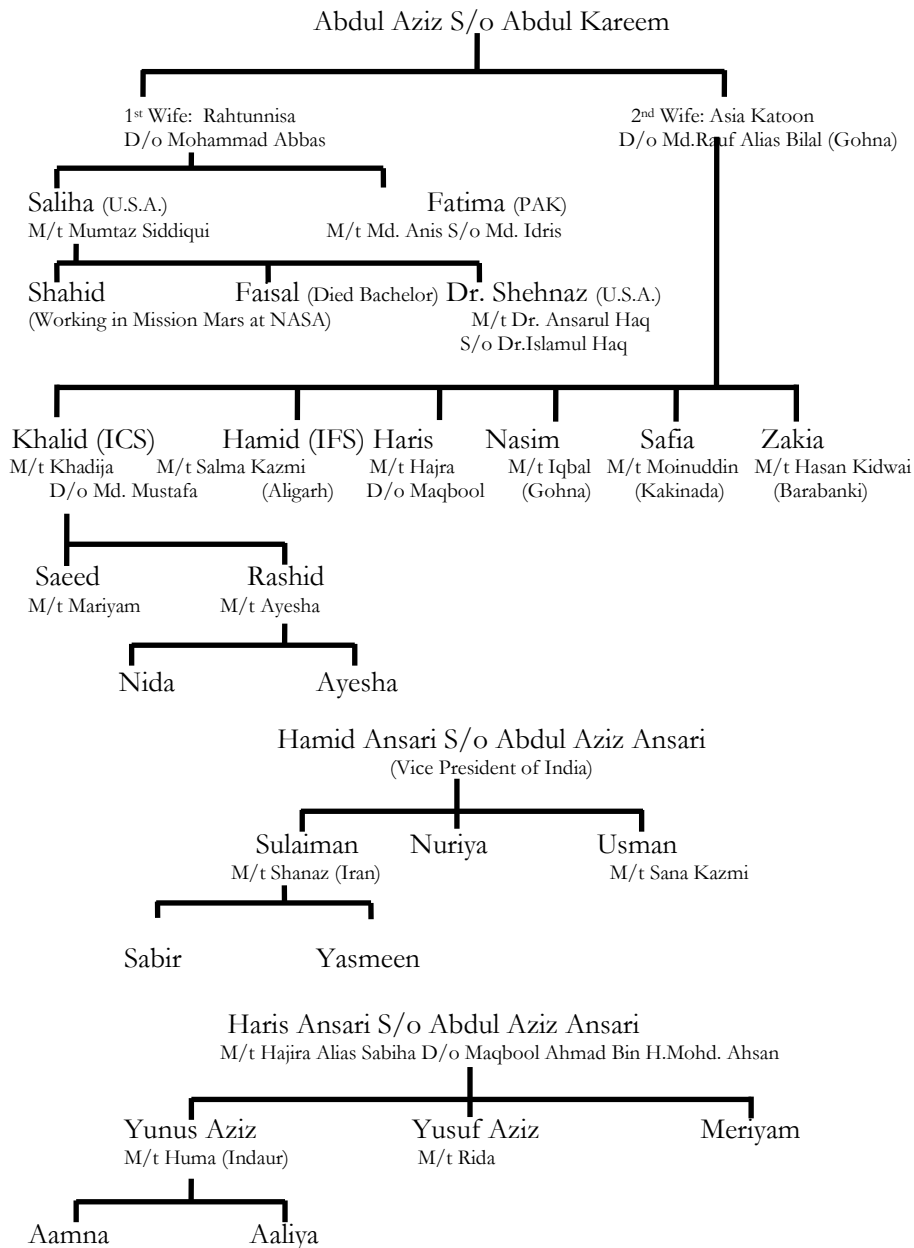 Abdul Aziz S/o Abdul Kareem
1st Wife: Rahtunnisa
D/o Mohammad Abbas
2nd Wife: Asia Katoon
D/o Md.Rauf Alias Bilal (Gohna)
Saliha (U.S.A.)
M/t Mumtaz Siddiqui
Fatima (PAK)
M/t Md. Anis S/o Md. Idris
Shahid
(Working in Mission Mars at NASA)
Faisal (Died Bachelor)
Dr. Shehnaz (U.S.A.)
M/t Dr. Ansarul Haq
S/o Dr.Islamul Haq
Khalid (ICS)
M/t Khadija
D/o Md. Mustafa
Hamid (IFS)
M/t Salma Kazmi
(Aligarh)
Haris
M/t Hajra
D/o Maqbool
Nasim
M/t Iqbal
(Gohna)
Safia
M/t Moinuddin
(Kakinada)
Zakia
M/t Hasan Kidwai
(Barabanki)
Saeed
M/t Mariyam
Rashid
M/t Ayesha
Nida
Ayesha
Hamid Ansari S/o Abdul Aziz Ansari
(Vice President of India)
Sulaiman
M/t Shanaz (Iran)
Nuriya
Usman
M/t Sana Kazmi
Sabir
Yasmeen
Haris Ansari S/o Abdul Aziz Ansari
M/t Hajira Alias Sabiha D/o Maqbool Ahmad Bin H.Mohd. Ahsan
Yunus Aziz
M/t Huma (Indaur)
Yusuf Aziz
M/t Rida
Meriyam
Aamna
Aaliya